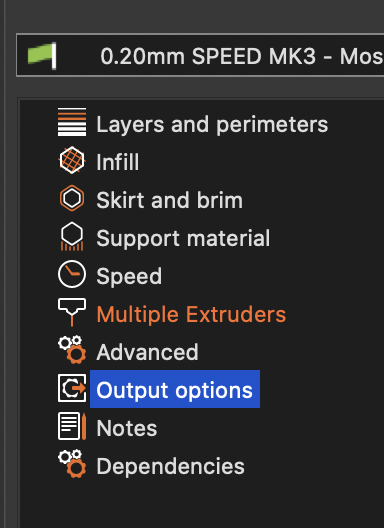 0.20mm SPEED MK3 - Mos
Layers and perimeters
Infill
Skirt and brim
Support material
Speed
Multiple Extruders
Advanced
Output options
Notes
Dependencies